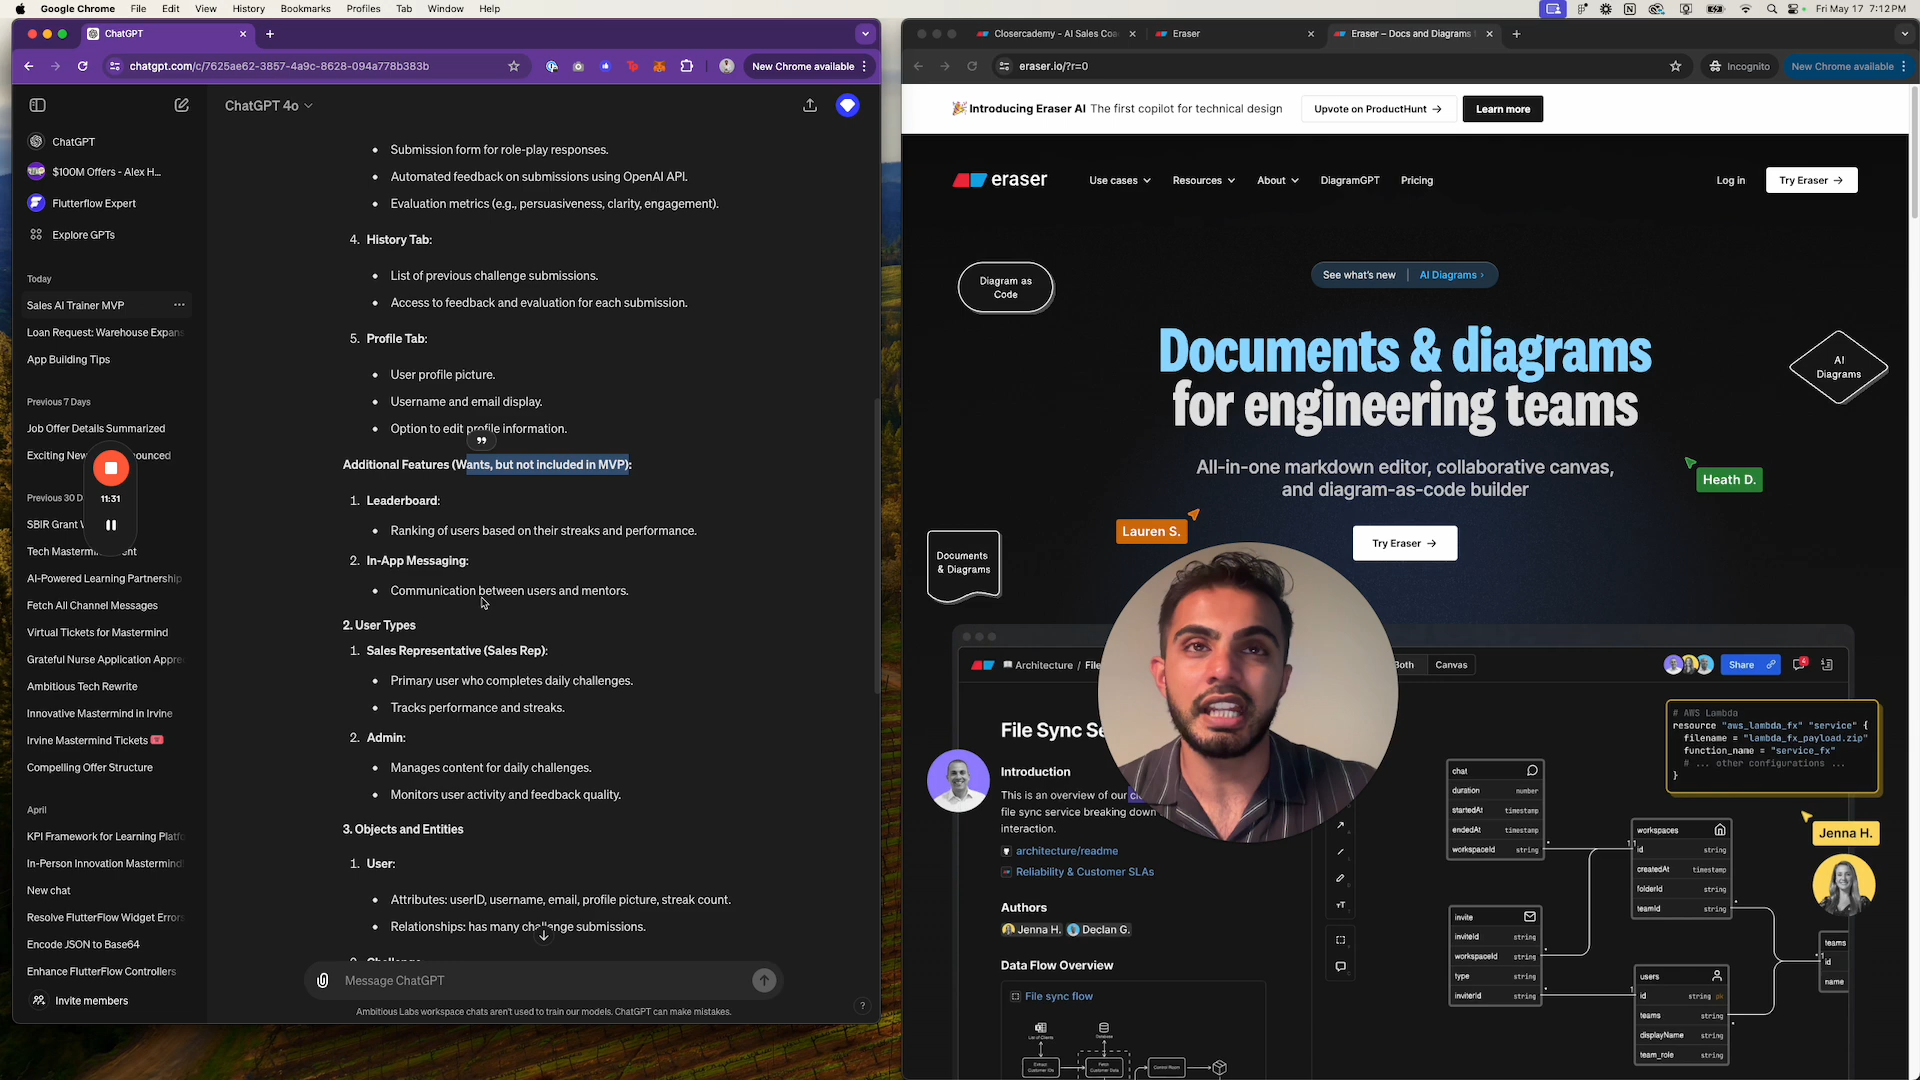 Google Chrome File Edit View History Bookmarks Profiles Tab Window Help
Fri May 17 7:12 PM
ChatGPT
chatgpt.com/c/7625ae62-3857-4a9c-8628-094a778b383b
New Chrome available
ChatGPT
$100M Offers - Alex H...
Flutterflow Expert
Explore GPTs
Today
Sales AI Trainer MVP
Loan Request: Warehouse Expans
App Building Tips
Previous 7 Days
Job Offer Details Summarized
Exciting New
ounced
11:31
Previous 30 D
SBIR Grant
Tech Mastermi
ent
AI-Powered Learning Partnership
Fetch All Channel Messages
Virtual Tickets for Mastermind
Grateful Nurse Application Appre
Ambitious Tech Rewrite
Innovative Mastermind in Irvine
Irvine Mastermind Tickets
Compelling Offer Structure
April
KPI Framework for Learning Platfo
In-Person Innovation Mastermind
New chat
Resolve FlutterFlow Widget Errors
Encode JSON to Base64
Enhance FlutterFlow Controllers
Invite members
ChatGPT 4o
• Submission form for role-play responses.
• Automated feedback on submissions using OpenAI API.
• Evaluation metrics (e.g., persuasiveness, clarity, engagement).
4. History Tab:
• List of previous challenge submissions.
• Access to feedback and evaluation for each submission.
5. Profile Tab:
• User profile picture.
• Username and email display.
• Option to edit profile information.
Additional Features (Wants, but not included in MVP):
1. Leaderboard:
• Ranking of users based on their streaks and performance.
2. In-App Messaging:
• Communication between users and mentors.
2. User Types
1. Sales Representative (Sales Rep):
• Primary user who completes daily challenges.
• Tracks performance and streaks.
2. Admin:
• Manages content for daily challenges.
• Monitors user activity and feedback quality.
3. Objects and Entities
1. User:
• Attributes: userID, username, email, profile picture, streak count.
• Relationships: has many challenge submissions.
Message ChatGPT
Ambitious Labs workspace chats aren't used to train our models. ChatGPT can make mistakes.
?
Closercademy - AI Sales Coa
Eraser
Eraser – Docs and Diagrams
eraser.io/?r=0
Incognito
New Chrome available
Introducing Eraser AI The first copilot for technical design
Upvote on ProductHunt →
Learn more
eraser
Use cases
Resources
About
DiagramGPT
Pricing
Log in
Try Eraser →
See what's new | AI Diagrams ›
Diagram as
Code
AI
Diagrams
Documents & diagrams
for engineering teams
All-in-one markdown editor, collaborative canvas,
and diagram-as-code builder
Heath D.
Lauren S.
Try Eraser →
Documents
& Diagrams
Architecture / File
Both
Canvas
Share
4
File Sync Se
Introduction
This is an overview of our cl
file sync service breaking down
interaction.
architecture/readme
Reliability & Customer SLAs
Authors
Jenna H. Declan G.
Data Flow Overview
File sync flow
List of Clients
Database
Extract
Customer IDs
Fetch
Customer Data
Control Room
# AWS Lambda
resource "aws_lambda_fx" "service" {
filename = "lambda_fx_payload.zip"
function_name = "service_fx"
# ... other configurations ...
}
Jenna H.
chat
duration number
startedAt timestamp
endedAt timestamp
workspaceId string
workspaces
id string
createdAt timestamp
folderId string
teamId string
invite
inviteId string
workspaceId string
type string
inviterId string
users
id string pk
teams string
displayName string
team_role string
teams
id
name